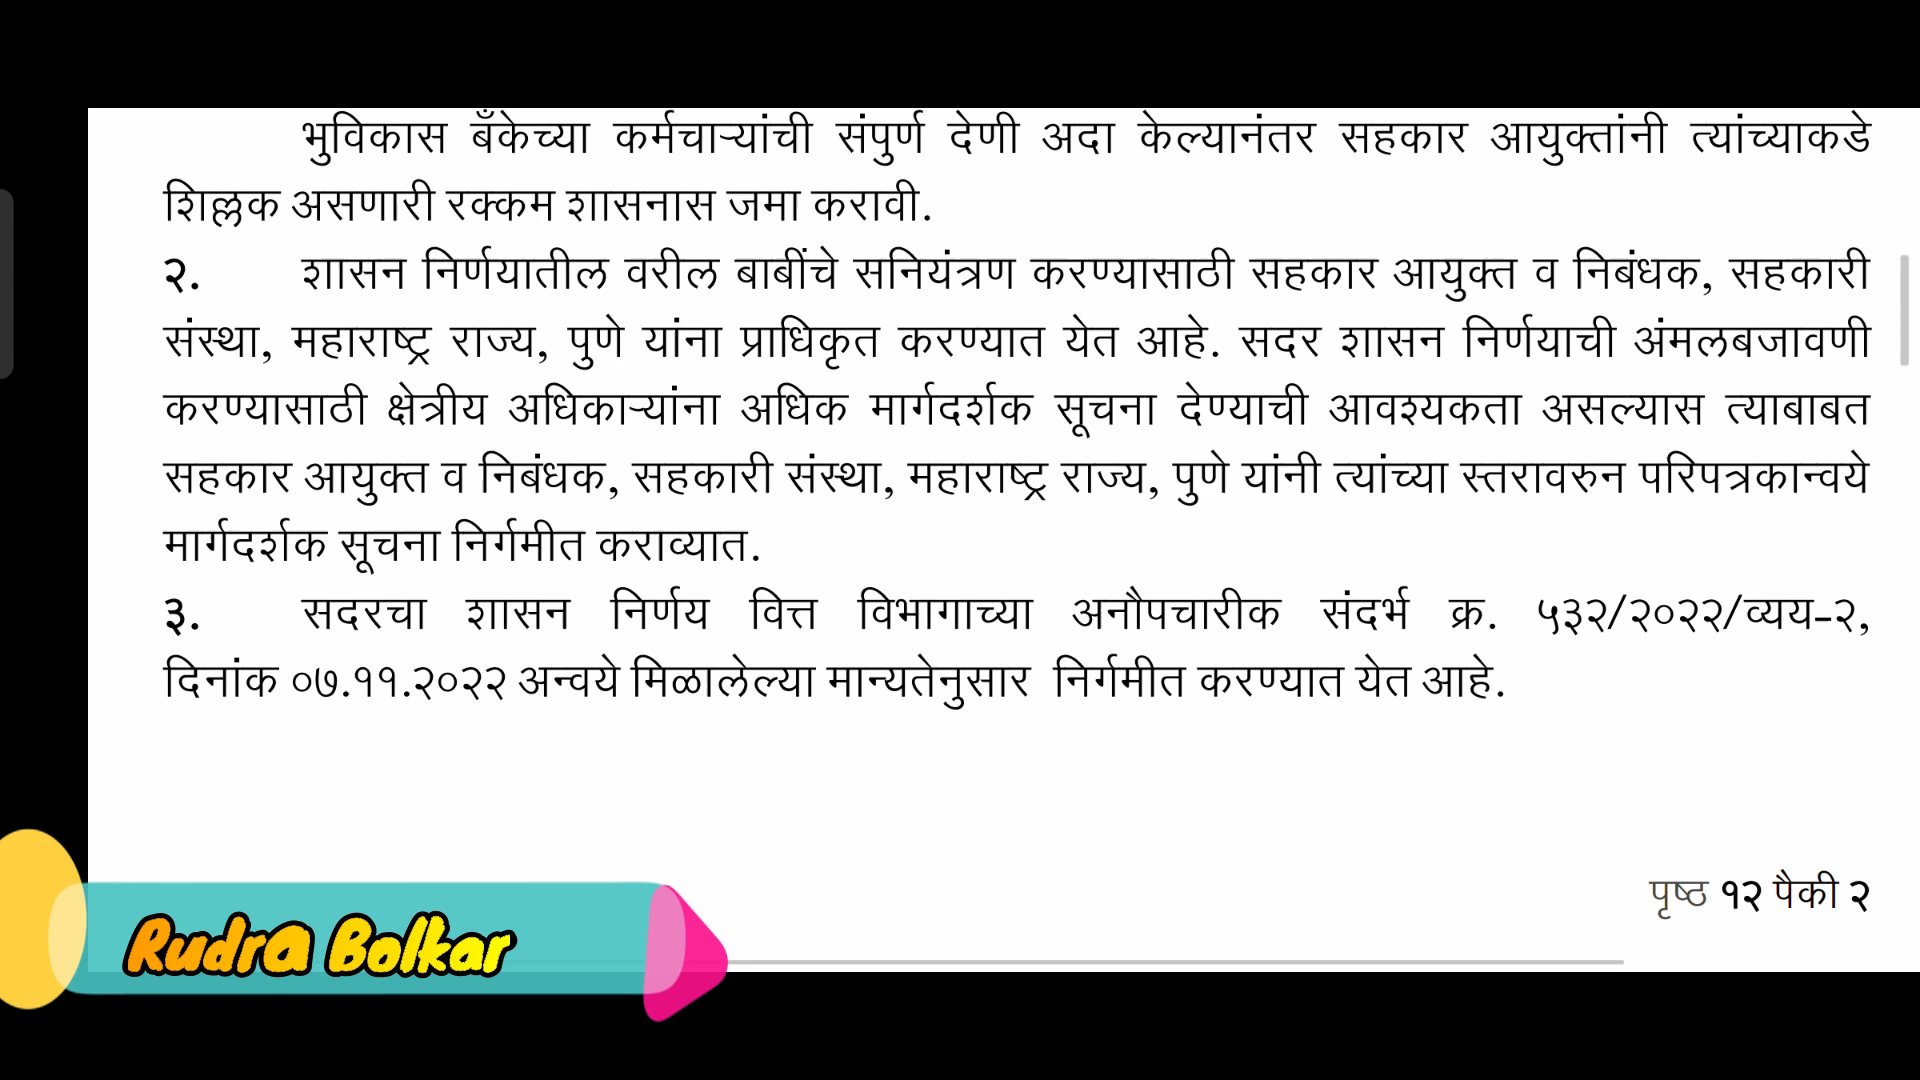 भुविकास बँकेच्या कर्मचाऱ्यांची संपुर्ण देणी अदा केल्यानंतर सहकार आयुक्तांनी त्यांच्याकडे
शिल्लक असणारी रक्कम शासनास जमा करावी.
२. शासन निर्णयातील वरील बाबींचे सनियंत्रण करण्यासाठी सहकार आयुक्त व निबंधक, सहकारी
संस्था, महाराष्ट्र राज्य, पुणे यांना प्राधिकृत करण्यात येत आहे. सदर शासन निर्णयाची अंमलबजावणी
करण्यासाठी क्षेत्रीय अधिकाऱ्यांना अधिक मार्गदर्शक सूचना देण्याची आवश्यकता असल्यास त्याबाबत
सहकार आयुक्त व निबंधक, सहकारी संस्था, महाराष्ट्र राज्य, पुणे यांनी त्यांच्या स्तरावरुन परिपत्रकान्वये
मार्गदर्शक सूचना निर्गमीत कराव्यात.
३. सदरचा शासन निर्णय वित्त विभागाच्या अनौपचारीक संदर्भ क्र. ५३२/२०२२/व्यय-२,
दिनांक ०७.११.२०२२ अन्वये मिळालेल्या मान्यतेनुसार निर्गमीत करण्यात येत आहे.
पृष्ठ १२ पैकी २
Rudra Bolkar